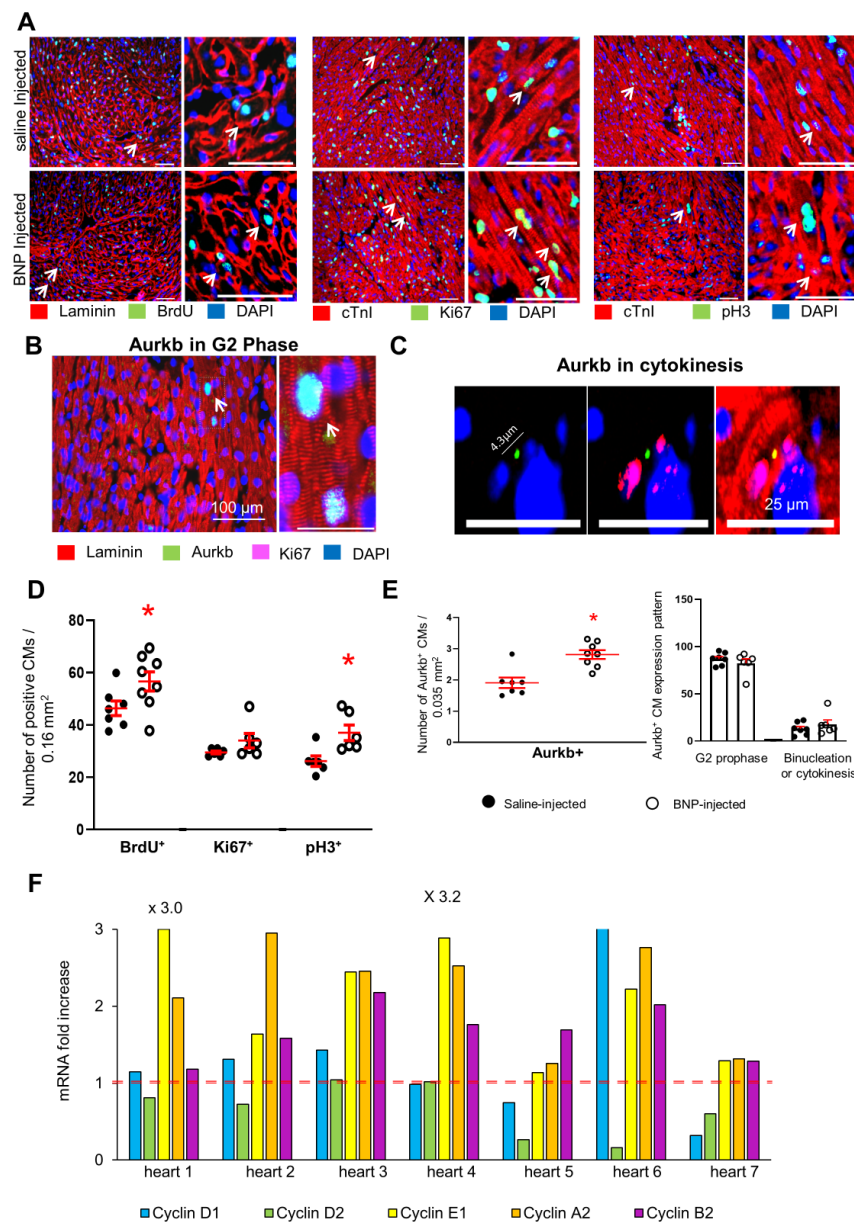 A
saline Injected
BNP Injected
Laminin BrdU DAPI
cTnI Ki67 DAPI
cTnI pH3 DAPI
B
Aurkb in G2 Phase
100 µm
Laminin Aurkb Ki67 DAPI
C
Aurkb in cytokinesis
4.3µm
25 µm
D
Number of positive CMs /
0.16 mm²
80
60
40
20
0
*
*
BrdU⁺ Ki67⁺ pH3⁺
E
Number of Aurkb⁺ CMs /
0.035 mm²
4
3
2
1
0
*
Aurkb+
Aurkb⁺ CM expression pattern
150
100
50
0
G2 prophase
Binucleation
or cytokinesis
Saline-injected
BNP-injected
F
x 3.0
X 3.2
mRNA fold increase
3
2
1
0
heart 1 heart 2 heart 3 heart 4 heart 5 heart 6 heart 7
Cyclin D1 Cyclin D2 Cyclin E1 Cyclin A2 Cyclin B2